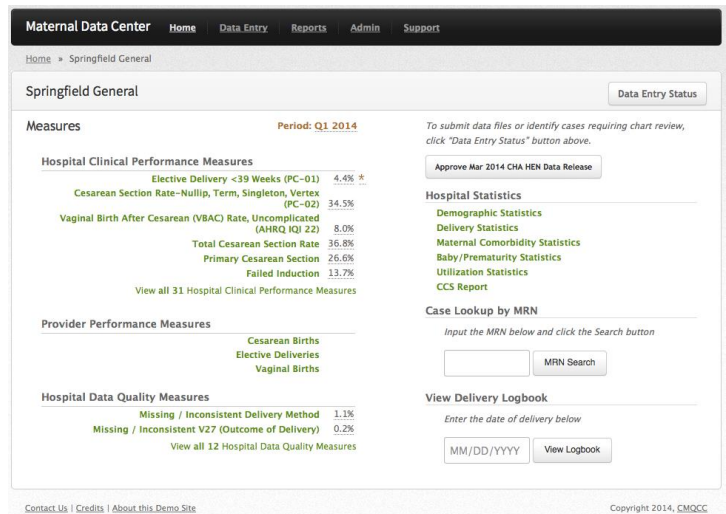 Maternal Data Center Home Data Entry Reports Admin Support
Home » Springfield General
Springfield General
Data Entry Status
Measures
Period: Q1 2014
Hospital Clinical Performance Measures
Elective Delivery <39 Weeks (PC-01) 4.4% *
Cesarean Section Rate-Nullip, Term, Singleton, Vertex
(PC-02) 34.5%
Vaginal Birth After Cesarean (VBAC) Rate, Uncomplicated
(AHRQ IQI 22) 8.0%
Total Cesarean Section Rate 36.8%
Primary Cesarean Section 26.6%
Failed Induction 13.7%
View all 31 Hospital Clinical Performance Measures
Provider Performance Measures
Cesarean Births
Elective Deliveries
Vaginal Births
Hospital Data Quality Measures
Missing / Inconsistent Delivery Method 1.1%
Missing / Inconsistent V27 (Outcome of Delivery) 0.2%
View all 12 Hospital Data Quality Measures
To submit data files or identify cases requiring chart review,
click "Data Entry Status" button above.
Approve Mar 2014 CHA HEN Data Release
Hospital Statistics
Demographic Statistics
Delivery Statistics
Maternal Comorbidity Statistics
Baby/Prematurity Statistics
Utilization Statistics
CCS Report
Case Lookup by MRN
Input the MRN below and click the Search button
MRN Search
View Delivery Logbook
Enter the date of delivery below
MM/DD/YYYY View Logbook
Contact Us | Credits | About this Demo Site
Copyright 2014, CMQCC